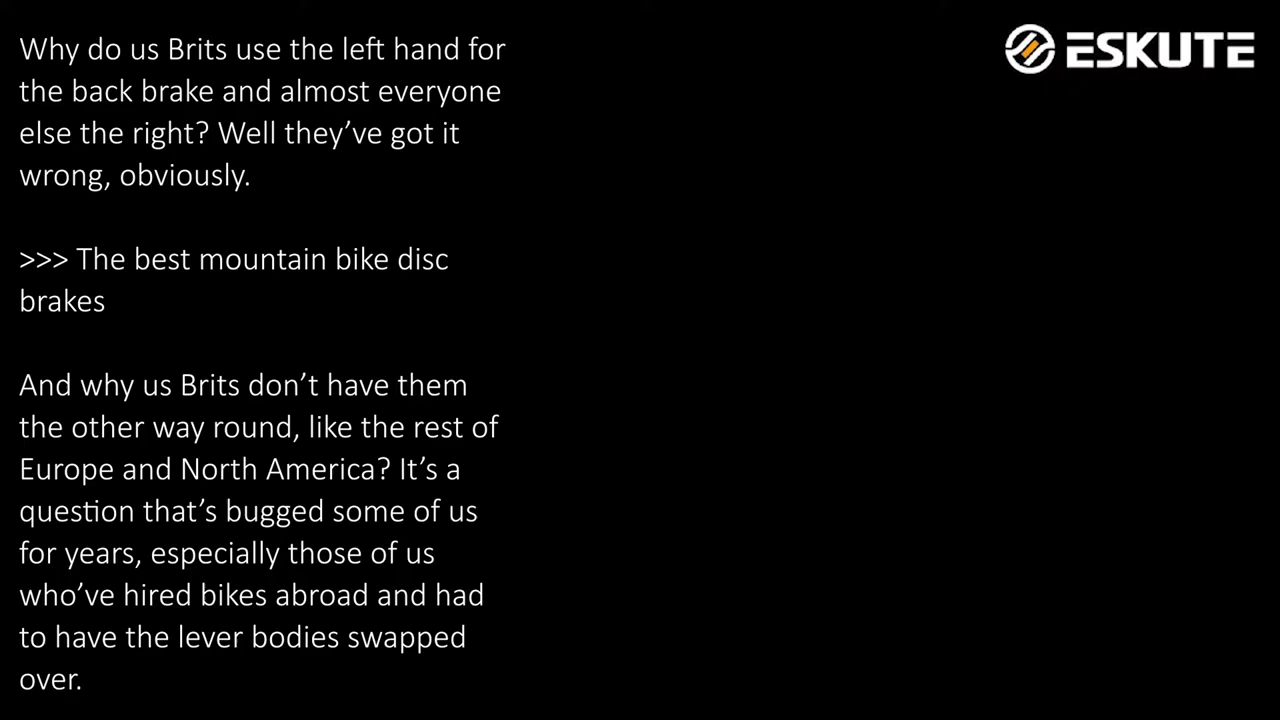 Why do us Brits use the left hand for
the back brake and almost everyone
else the right? Well they’ve got it
wrong, obviously.
>>> The best mountain bike disc
brakes
And why us Brits don’t have them
the other way round, like the rest of
Europe and North America? It’s a
question that’s bugged some of us
for years, especially those of us
who’ve hired bikes abroad and had
to have the lever bodies swapped
over.
ESKUTE